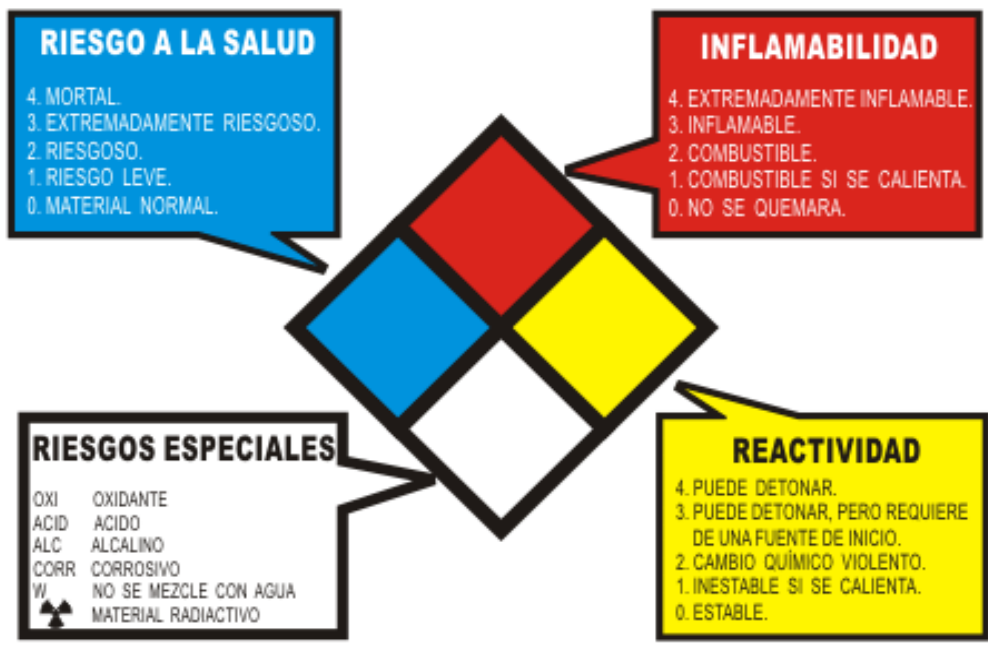 RIESGO A LA SALUD
4. MORTAL.
3. EXTREMADAMENTE RIESGOSO.
2. RIESGOSO.
1. RIESGO LEVE.
0. MATERIAL NORMAL.
INFLAMABILIDAD
4. EXTREMADAMENTE INFLAMABLE.
3. INFLAMABLE.
2. COMBUSTIBLE.
1. COMBUSTIBLE SI SE CALIENTA.
0. NO SE QUEMARA.
RIESGOS ESPECIALES
OXI OXIDANTE
ACID ACIDO
ALC ALCALINO
CORR CORROSIVO
W NO SE MEZCLE CON AGUA
MATERIAL RADIACTIVO
REACTIVIDAD
4. PUEDE DETONAR.
3. PUEDE DETONAR, PERO REQUIERE
DE UNA FUENTE DE INICIO.
2. CAMBIO QUÍMICO VIOLENTO.
1. INESTABLE SI SE CALIENTA.
0. ESTABLE.